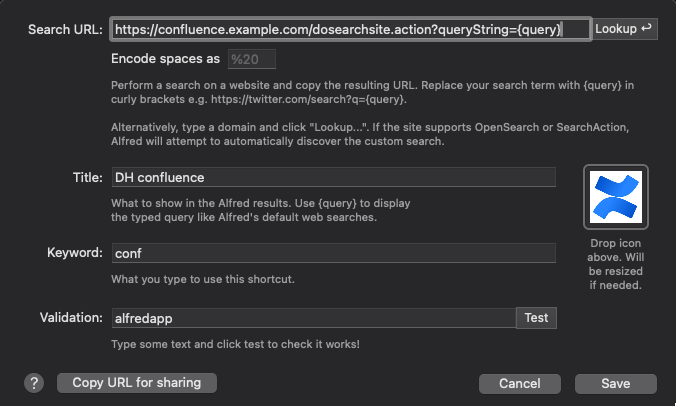 Search URL: https://confluence.example.com/dosearchsite.action?queryString={query} Lookup ↩
Encode spaces as %20
Perform a search on a website and copy the resulting URL. Replace your search term with {query} in
curly brackets e.g. https://twitter.com/search?q={query}.
Alternatively, type a domain and click "Lookup...". If the site supports OpenSearch or SearchAction,
Alfred will attempt to automatically discover the custom search.
Title: DH confluence
What to show in the Alfred results. Use {query} to display
the typed query like Alfred's default web searches.
Drop icon
above. Will
be resized
if needed.
Keyword: conf
What you type to use this shortcut.
Validation: alfredapp Test
Type some text and click test to check it works!
? Copy URL for sharing Cancel Save